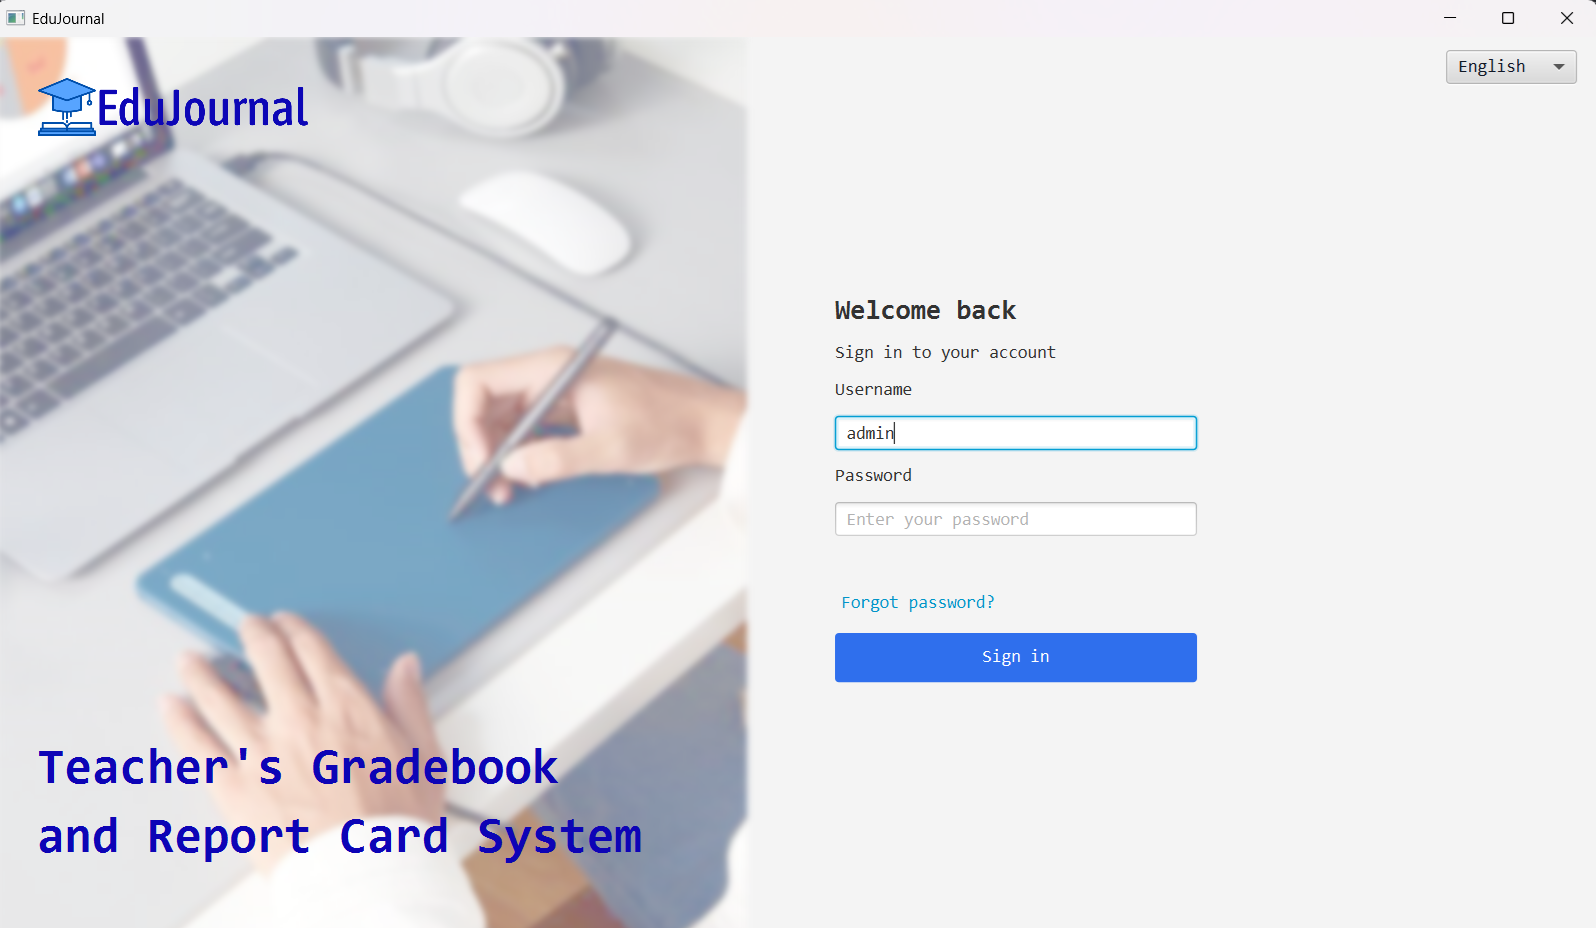 EduJournal
English
EduJournal
Welcome back
Sign in to your account
Username
admin
Password
Enter your password
Forgot password?
Sign in
Teacher's Gradebook
and Report Card System